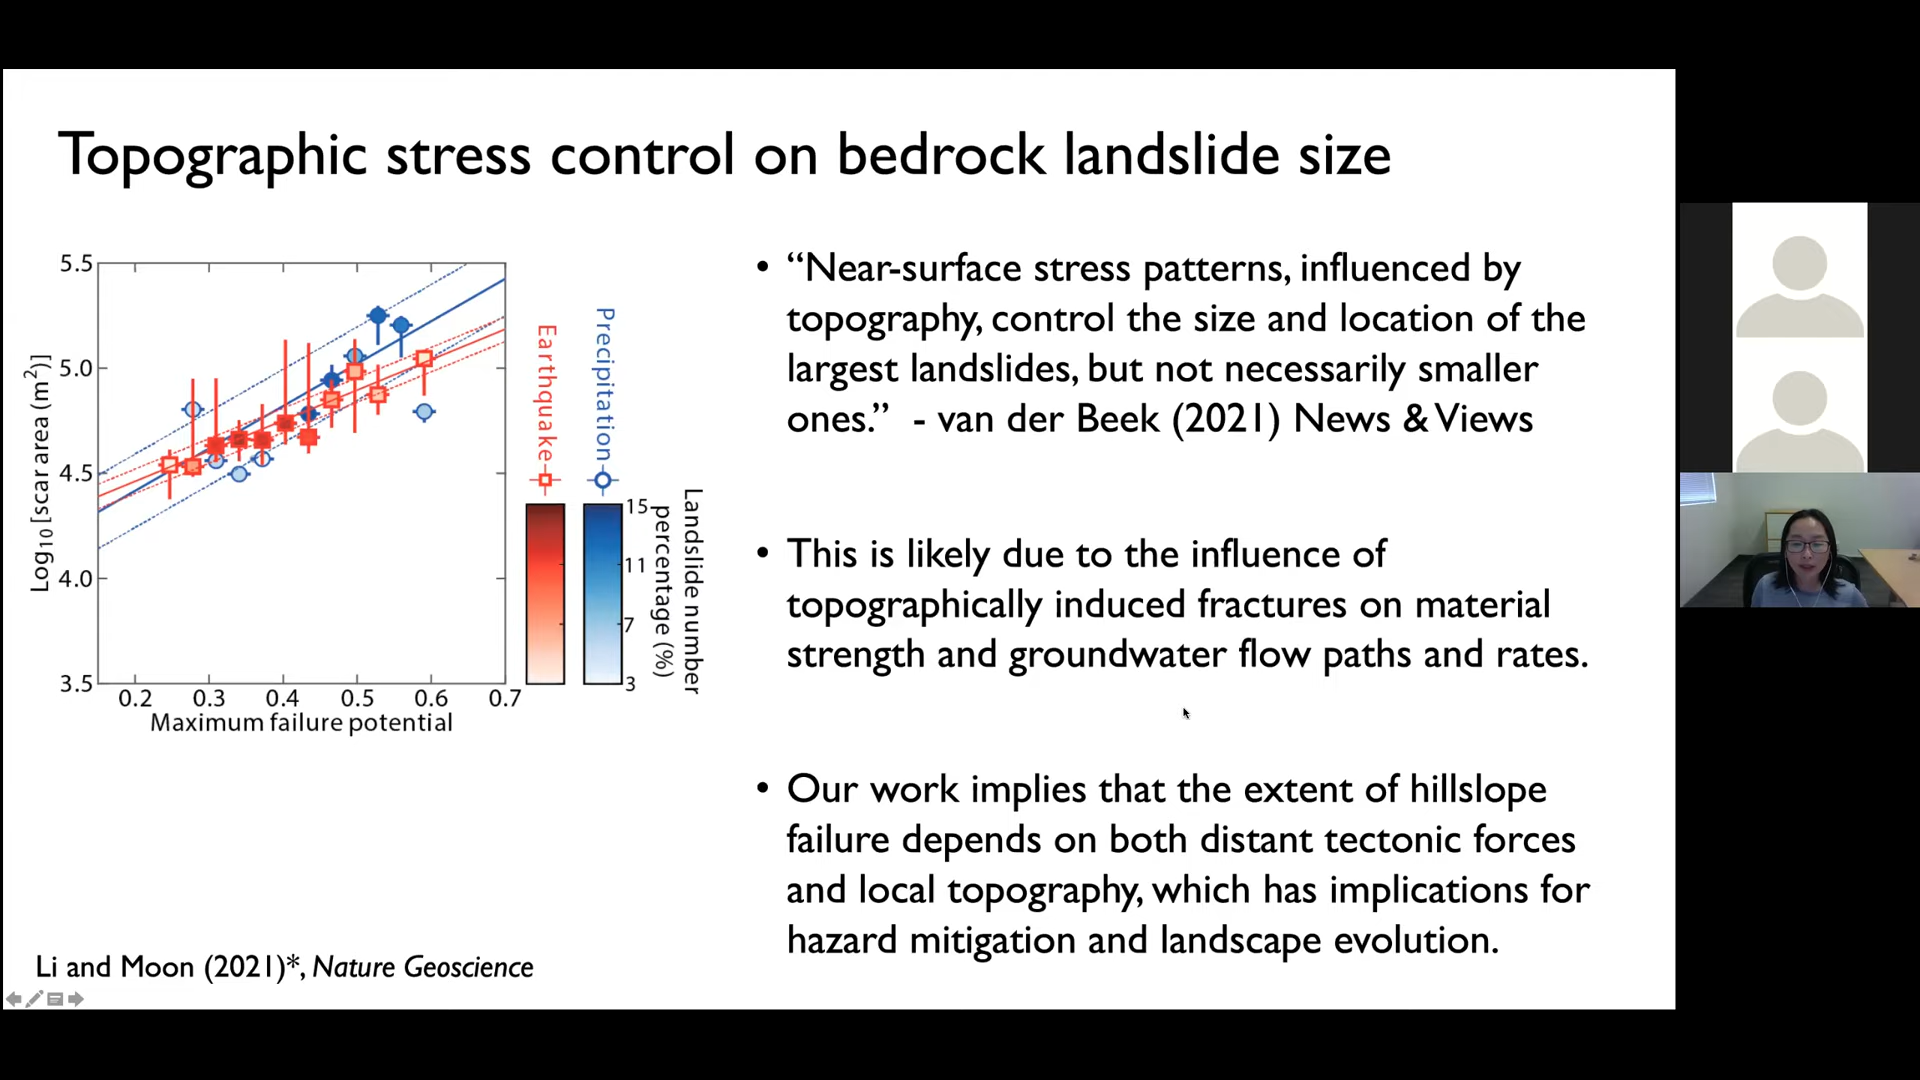 Topographic stress control on bedrock landslide size
5.5
5.0
4.5
4.0
3.5
Log10[scar area (m2)]
0.2 0.3 0.4 0.5 0.6 0.7
Maximum failure potential
Earthquake
Precipitation
15
11
7
3
Landslide number
percentage (%)
• “Near-surface stress patterns, influenced by
topography, control the size and location of the
largest landslides, but not necessarily smaller
ones.” - van der Beek (2021) News & Views
• This is likely due to the influence of
topographically induced fractures on material
strength and groundwater flow paths and rates.
• Our work implies that the extent of hillslope
failure depends on both distant tectonic forces
and local topography, which has implications for
hazard mitigation and landscape evolution.
Li and Moon (2021)*, Nature Geoscience